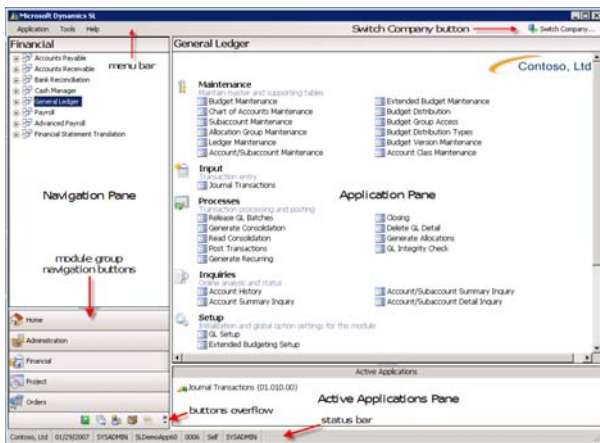 Microsoft Dynamics SL
Application Tools Help
Switch Company button
Switch Company...
Financial
Accounts Payable
Accounts Receivable
Bank Reconciliation
Cash Manager
General Ledger
Payroll
Advanced Payroll
Financial Statement Translation
menu bar
Navigation Pane
module group
navigation buttons
Home
Administration
Financial
Project
Orders
General Ledger
Contoso, Ltd
Maintenance
Maintain master and supporting tables
Budget Maintenance
Chart of Accounts Maintenance
Subaccount Maintenance
Allocation Group Maintenance
Ledger Maintenance
Account/Subaccount Maintenance
Extended Budget Maintenance
Budget Distribution
Budget Group Access
Budget Distribution Types
Budget Version Maintenance
Account Class Maintenance
Input
Transaction entry
Journal Transactions
Application Pane
Processes
Transaction processing and posting
Release GL Batches
Generate Consolidation
Read Consolidation
Post Transactions
Generate Recurring
Closing
Delete GL Detail
Generate Allocations
GL Integrity Check
Inquiries
Online analysis and status
Account History
Account Summary Inquiry
Account/Subaccount Summary Inquiry
Account/Subaccount Detail Inquiry
Setup
Initialization and global option settings for the module
GL Setup
Extended Budgeting Setup
Active Applications
Journal Transactions (01.010.00)
Active Applications Pane
buttons overflow
status bar
Contoso, Ltd 01/29/2007 SYSADMIN SLDemoApp60 0006 Self SYSADMIN